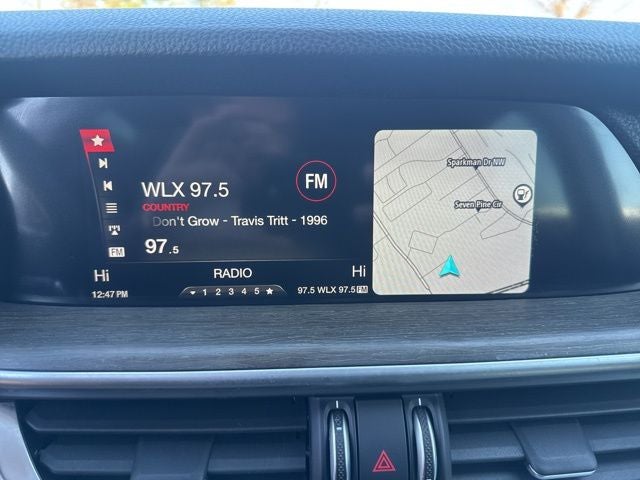 WLX 97.5
FM
COUNTRY
Don't Grow - Travis Tritt - 1996
97.5
FM
Hi
RADIO
Hi
12:47 PM
1 2 3 4 5
97.5 WLX 97.5 FM
Sparkman Dr NW
Seven Pine Cir